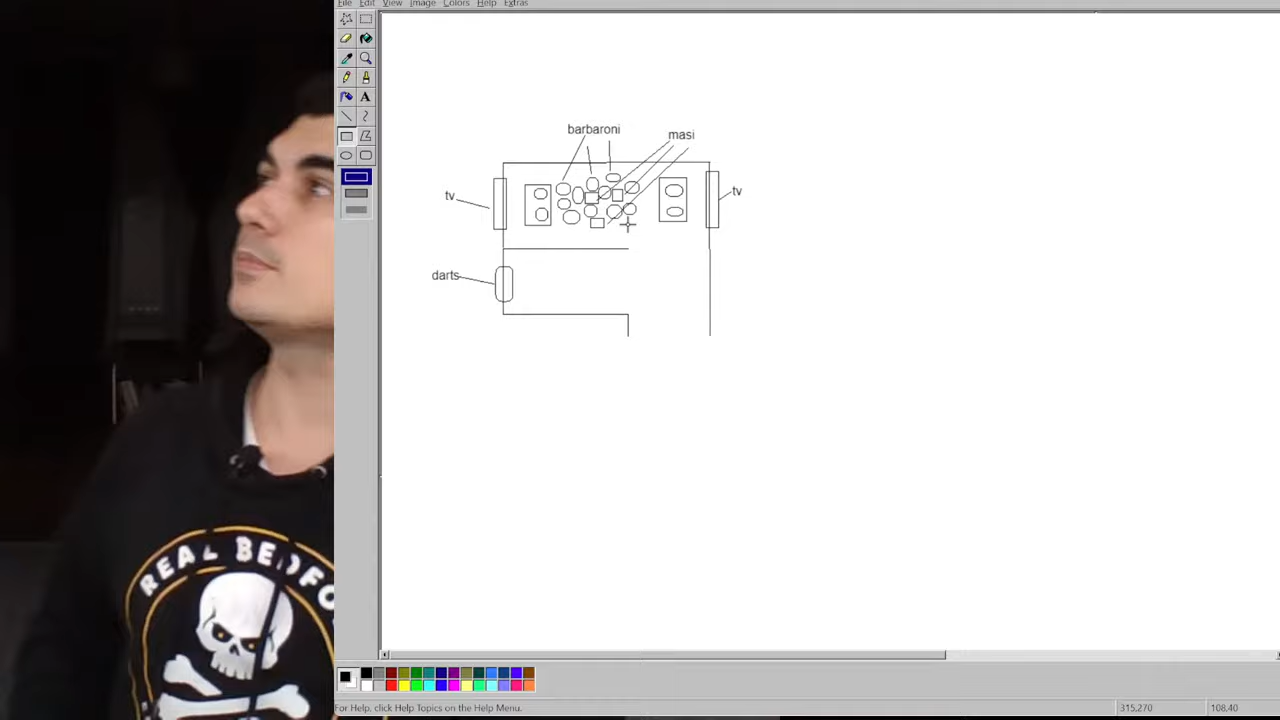 File Edit View Image Colors Help Extras
barbaroni
masi
tv
tv
darts
REAL BEDFO
For Help, click Help Topics on the Help Menu.
315,270
108,40